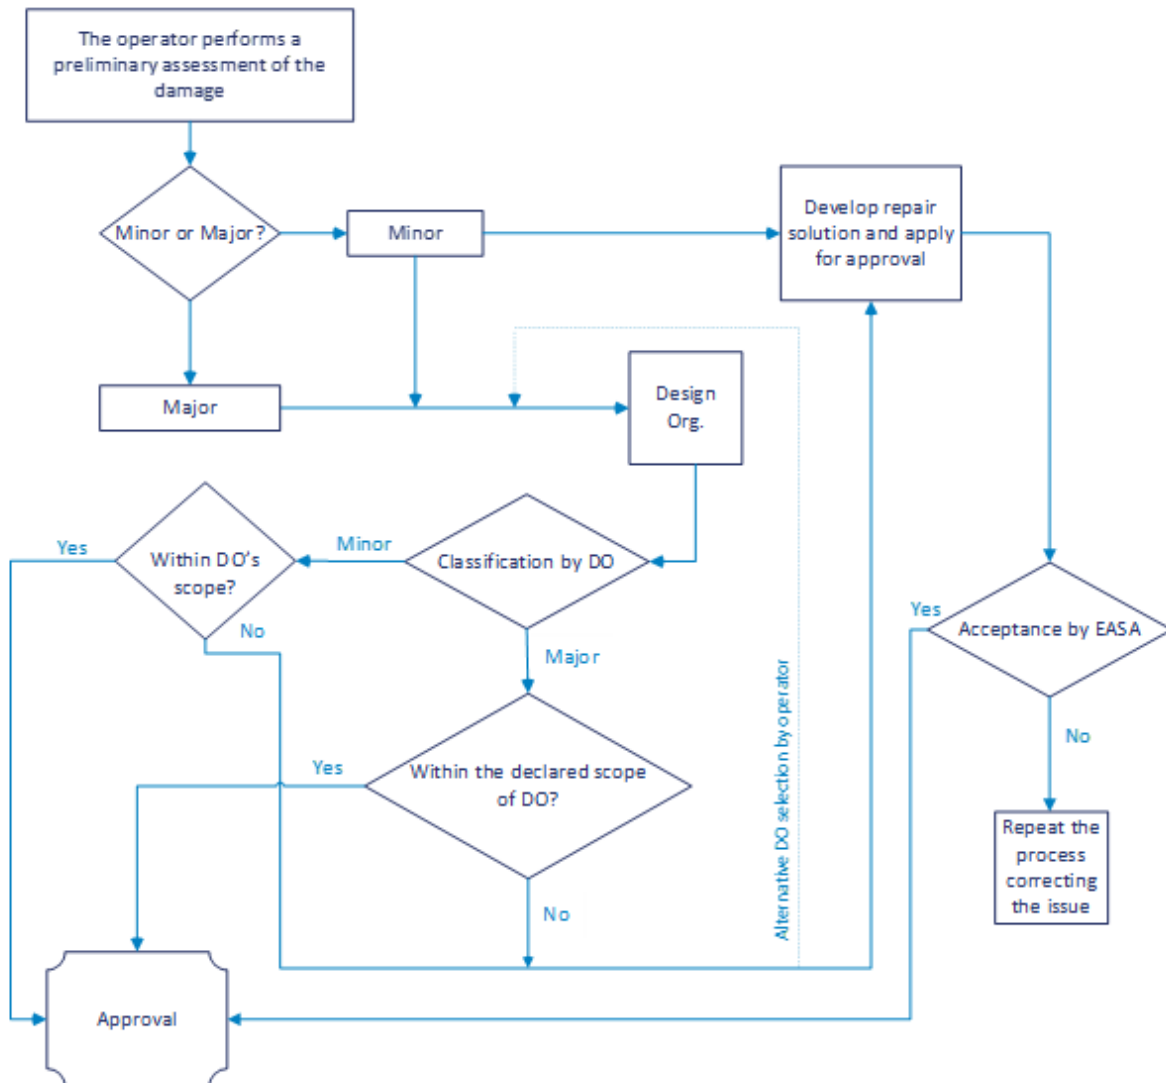 The operator performs a
preliminary assessment of the
damage
Minor or Major?
Minor
Develop repair
solution and apply
for approval
Major
Design
Org.
Yes
Within DO's
scope?
Minor
Classification by DO
No
Major
Yes
Acceptance by EASA
No
Alternative DO selection by operator
Yes
Within the declared scope
of DO?
No
Repeat the
process
correcting
the issue
Approval